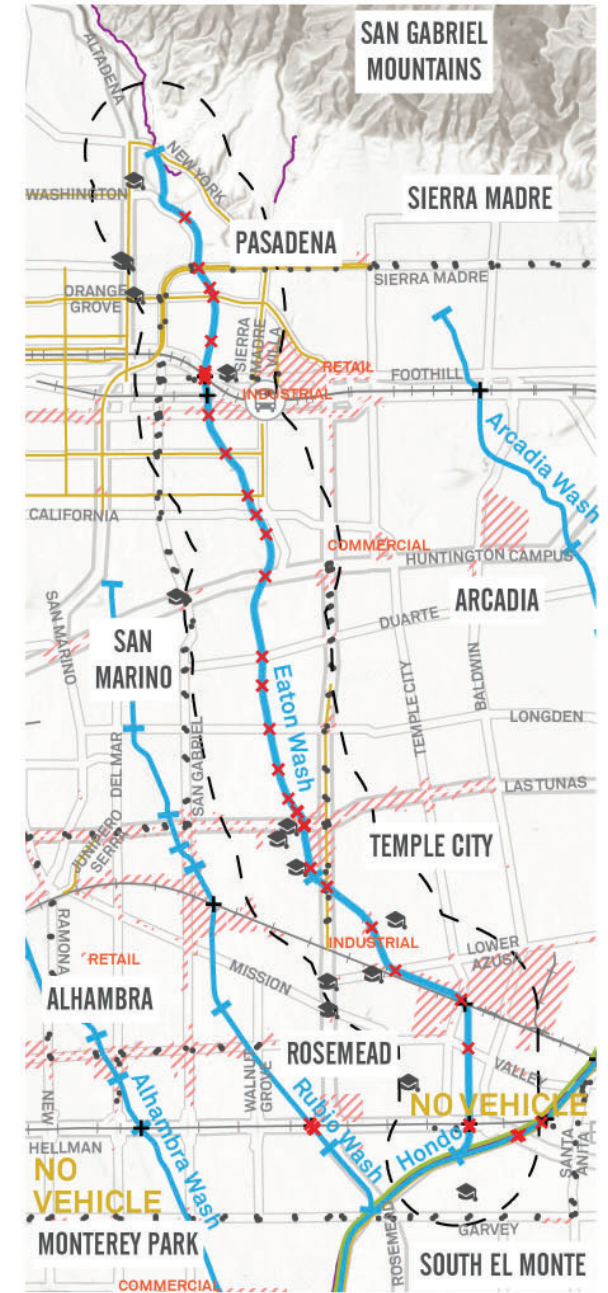 SAN GABRIEL
MOUNTAINS
ALTADENA
NEW YORK
WASHINGTON
SIERRA MADRE
PASADENA
SIERRA MADRE
ORANGE
GROVE
SIERRA
MADRE
VILLA
RETAIL
FOOTHILL
INDUSTRIAL
Arcadia Wash
CALIFORNIA
COMMERCIAL
HUNTINGTON CAMPUS
ARCADIA
SAN MARINO
DUARTE
SAN
MARINO
Eaton Wash
TEMPLE CITY
BALDWIN
LONGDEN
DEL MAR
SAN GABRIEL
LAS TUNAS
JUNIPERO
SERRA
TEMPLE CITY
RAMONA
INDUSTRIAL
LOWER
AZUSA
RETAIL
MISSION
ALHAMBRA
ROSEMEAD
VALLEY
WALNUT
GROVE
NEW
Alhambra Wash
Rubio Wash
NO VEHICLE
HELLMAN
Hondo
SANTA
ANITA
NO
VEHICLE
ROSEMEAD
GARVEY
MONTEREY PARK
SOUTH EL MONTE
COMMERCIAL